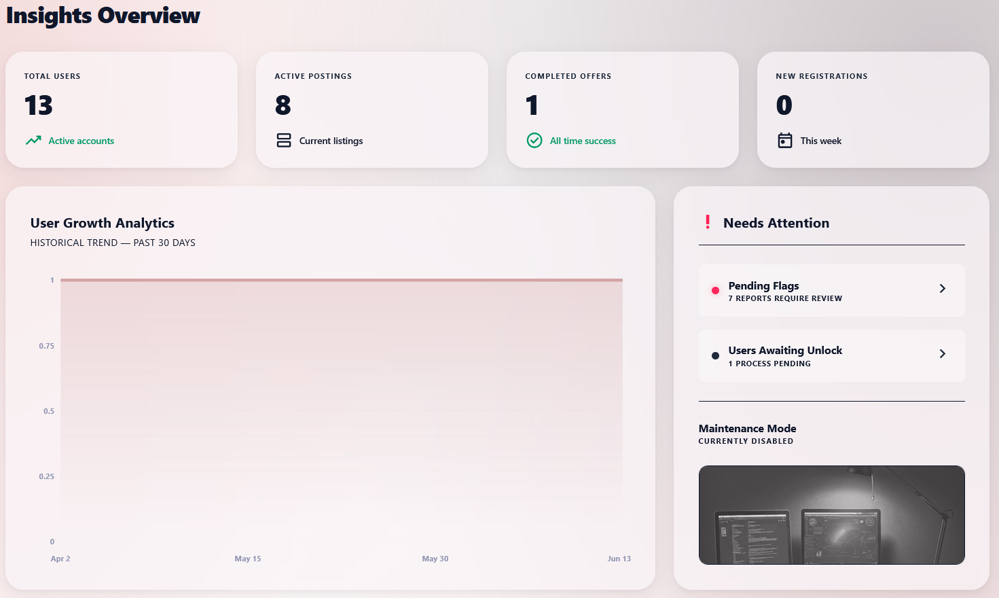 Insights Overview
TOTAL USERS
13
Active accounts
ACTIVE POSTINGS
8
Current listings
COMPLETED OFFERS
1
All time success
NEW REGISTRATIONS
0
This week
User Growth Analytics
HISTORICAL TREND — PAST 30 DAYS
1
0.75
0.5
0.25
0
Apr 2
May 15
May 30
Jun 13
! Needs Attention
Pending Flags
7 REPORTS REQUIRE REVIEW
Users Awaiting Unlock
1 PROCESS PENDING
Maintenance Mode
CURRENTLY DISABLED